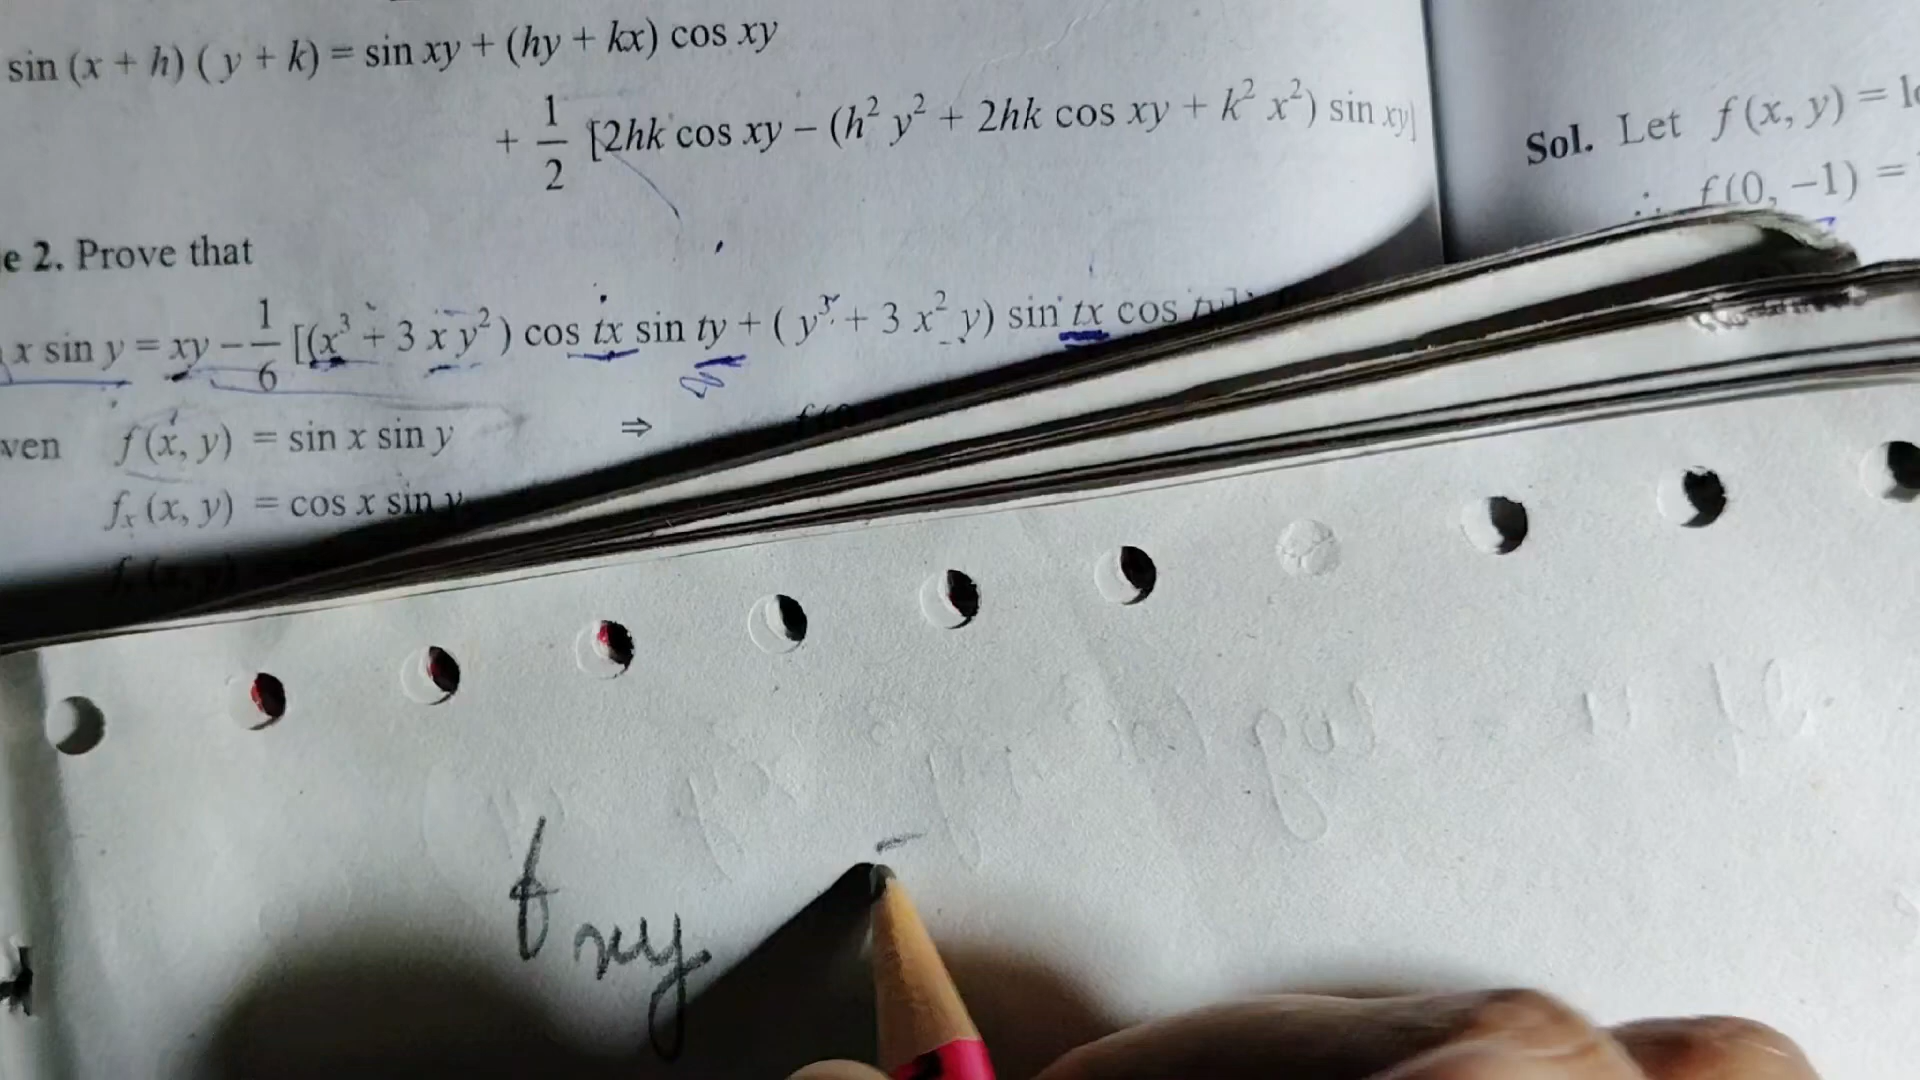 sin (x + h) ( y + k) = sin xy + (hy + kx) cos xy
+ 1/2 [2hk cos xy – (h² y² + 2hk cos xy + k² x²) sin xy]
e 2. Prove that
x sin y = xy – 1/6 [(x³ + 3 x y²) cos tx sin ty + ( y³ + 3 x² y) sin tx cos ty]
ven f (x, y) = sin x sin y ⇒
fx (x, y) = cos x sin y
Sol. Let f (x, y) = lo
∴ f (0, –1) =
fxy